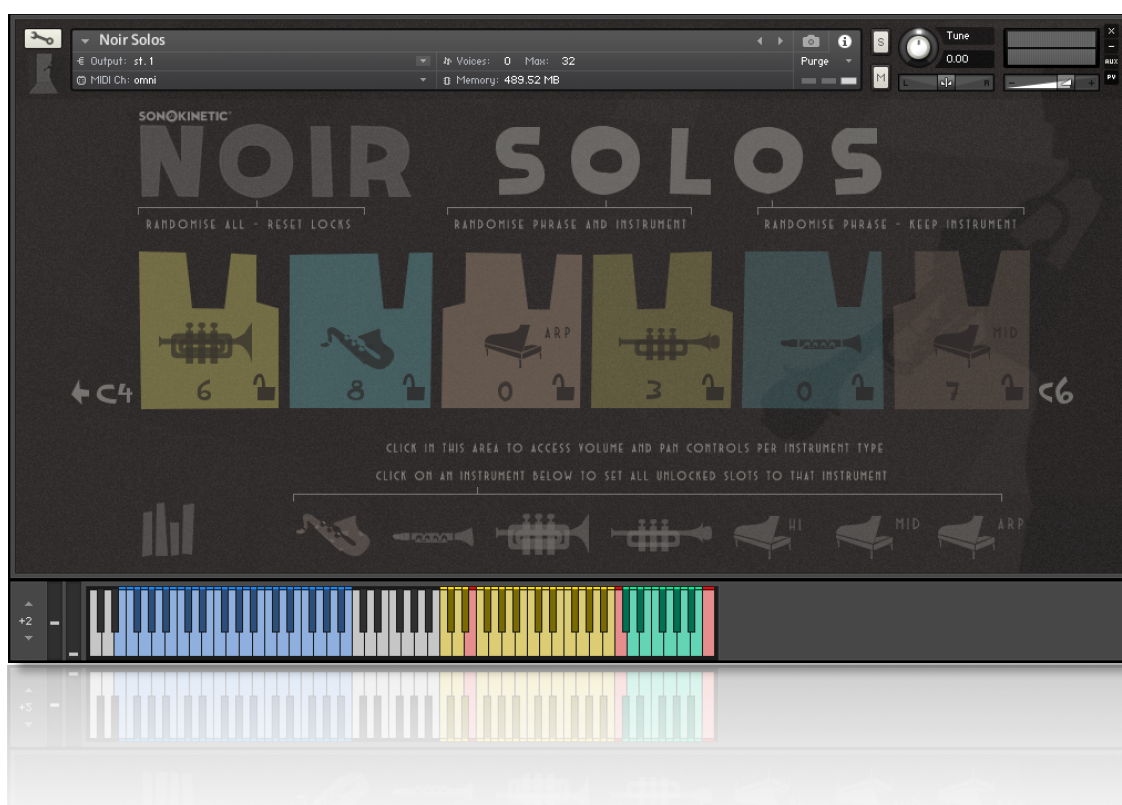 Noir Solos
S
Tune
Output: st. 1
Voices: 0 Max: 32
Purge
0.00
AUX
MIDI Ch: omni
Memory: 489.52 MB
M
L
R
PV
SONOKINETIC
NOIR SOLOS
RANDOMISE ALL - RESET LOCKS
RANDOMISE PHRASE AND INSTRUMENT
RANDOMISE PHRASE - KEEP INSTRUMENT
ARP
MID
C4
6
8
0
3
0
7
C6
CLICK IN THIS AREA TO ACCESS VOLUME AND PAN CONTROLS PER INSTRUMENT TYPE
CLICK ON AN INSTRUMENT BELOW TO SET ALL UNLOCKED SLOTS TO THAT INSTRUMENT
HI
MID
ARP
+2